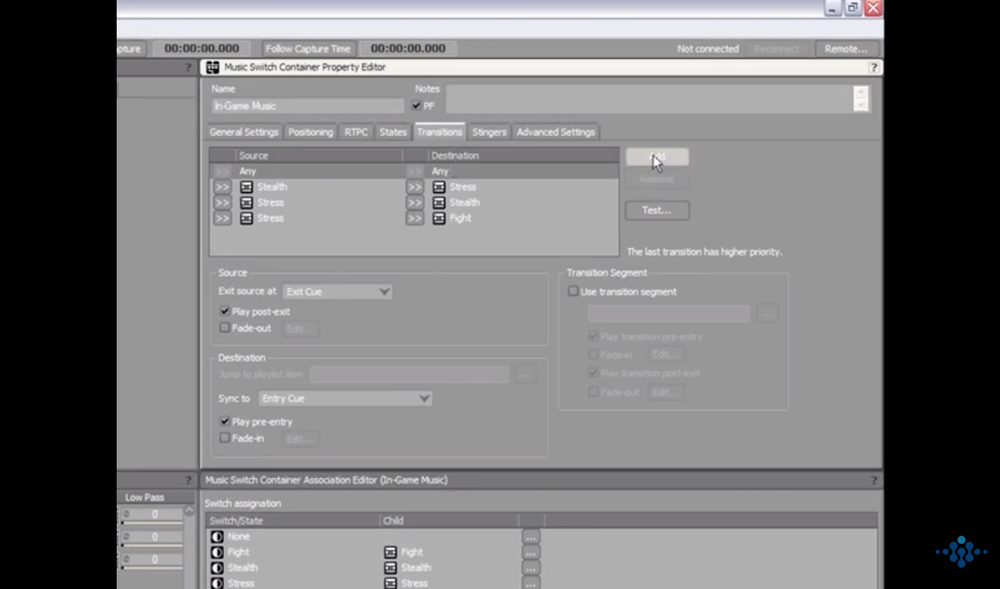 pture 00:00:00.000 Follow Capture Time 00:00:00.000 Not connected Reconnect Remote...
? Music Switch Container Property Editor ?
Name Notes
In-Game Music PF
General Settings Positioning RTPC States Transitions Stingers Advanced Settings
Source Destination Add
>> Any >> Any
Remove
>> Stealth >> Stress
>> Stress >> Stealth
Test...
>> Stress >> Fight
The last transition has higher priority.
Source Transition Segment
Exit source at Exit Cue Use transition segment
Play post-exit ...
Fade-out Edit...
Play transition pre-entry
Destination Fade-in Edit...
Jump to playlist item ... Play transition post-exit
Fade-out Edit...
Sync to Entry Cue
Play pre-entry
Fade-in Edit...
? Music Switch Container Association Editor (In-Game Music) ?
Low Pass Switch assignation
0 Switch/State Child
None ...
0 Fight Fight ...
0 Stealth Stealth ...
Stress Stress ...